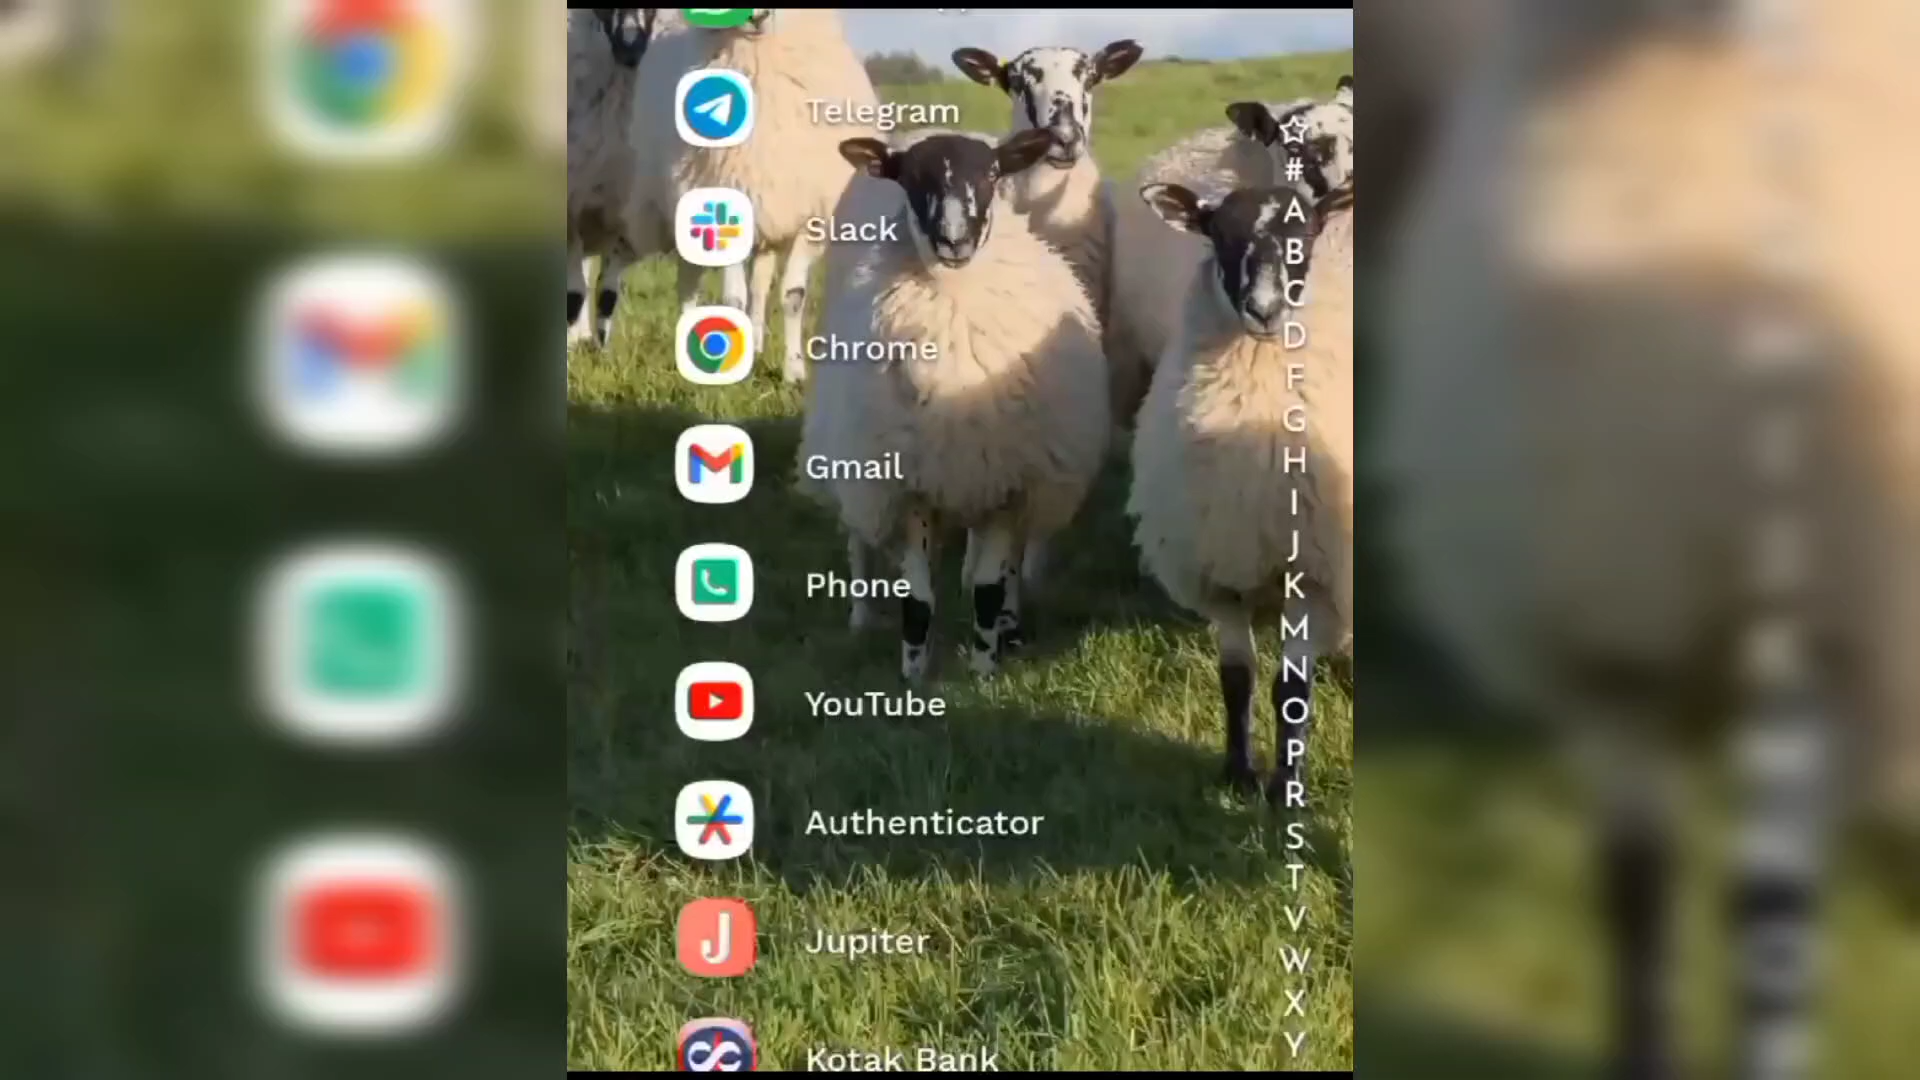 Telegram
Slack
Chrome
Gmail
Phone
YouTube
Authenticator
J
Jupiter
Kotak Bank
#
A
B
C
D
F
G
H
I
J
K
M
N
O
P
R
S
T
V
W
X
Y